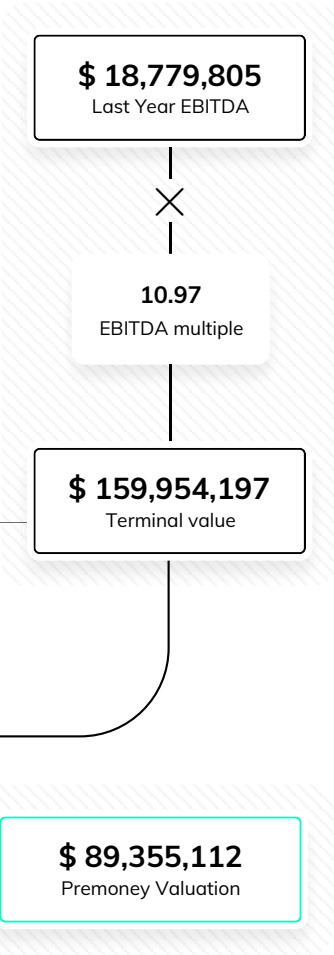 $ 18,779,805
Last Year EBITDA
10.97
EBITDA multiple
$ 159,954,197
Terminal value
$ 89,355,112
Premoney Valuation